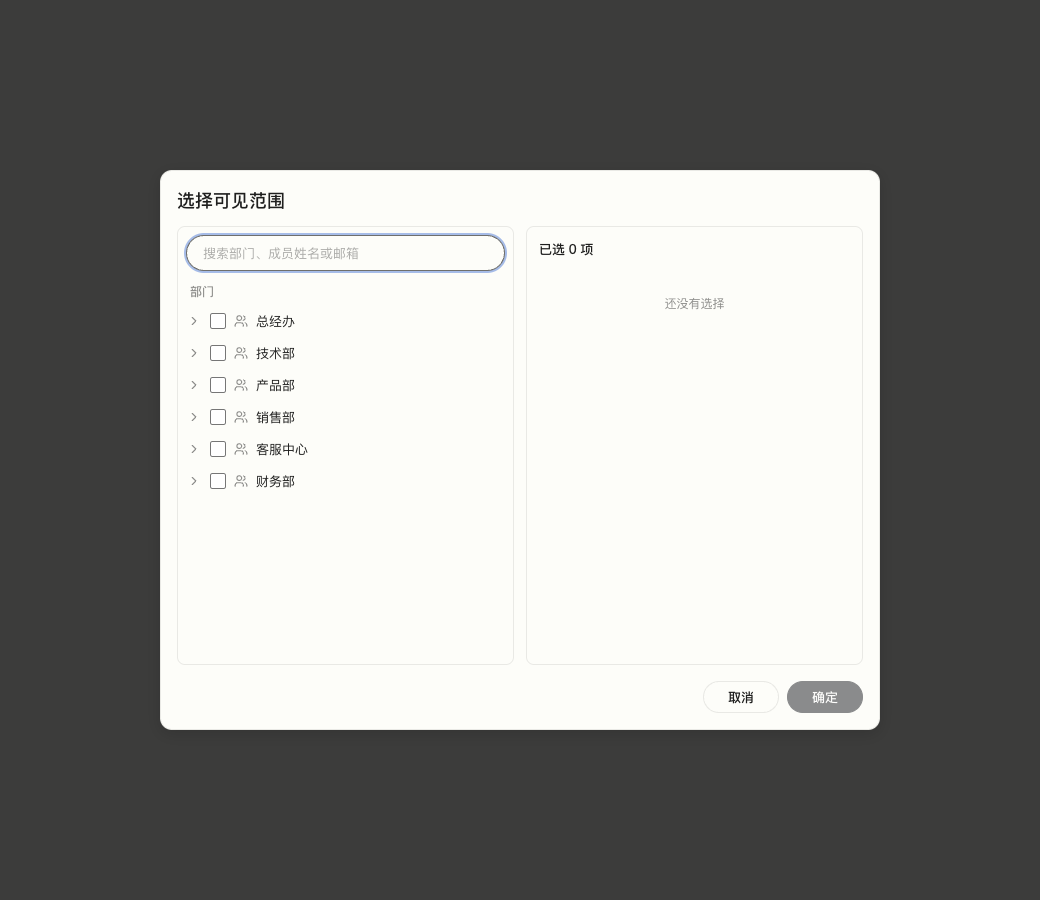 选择可见范围
搜索部门、成员姓名或邮箱
部门
总经办
技术部
产品部
销售部
客服中心
财务部
已选 0 项
还没有选择
取消
确定